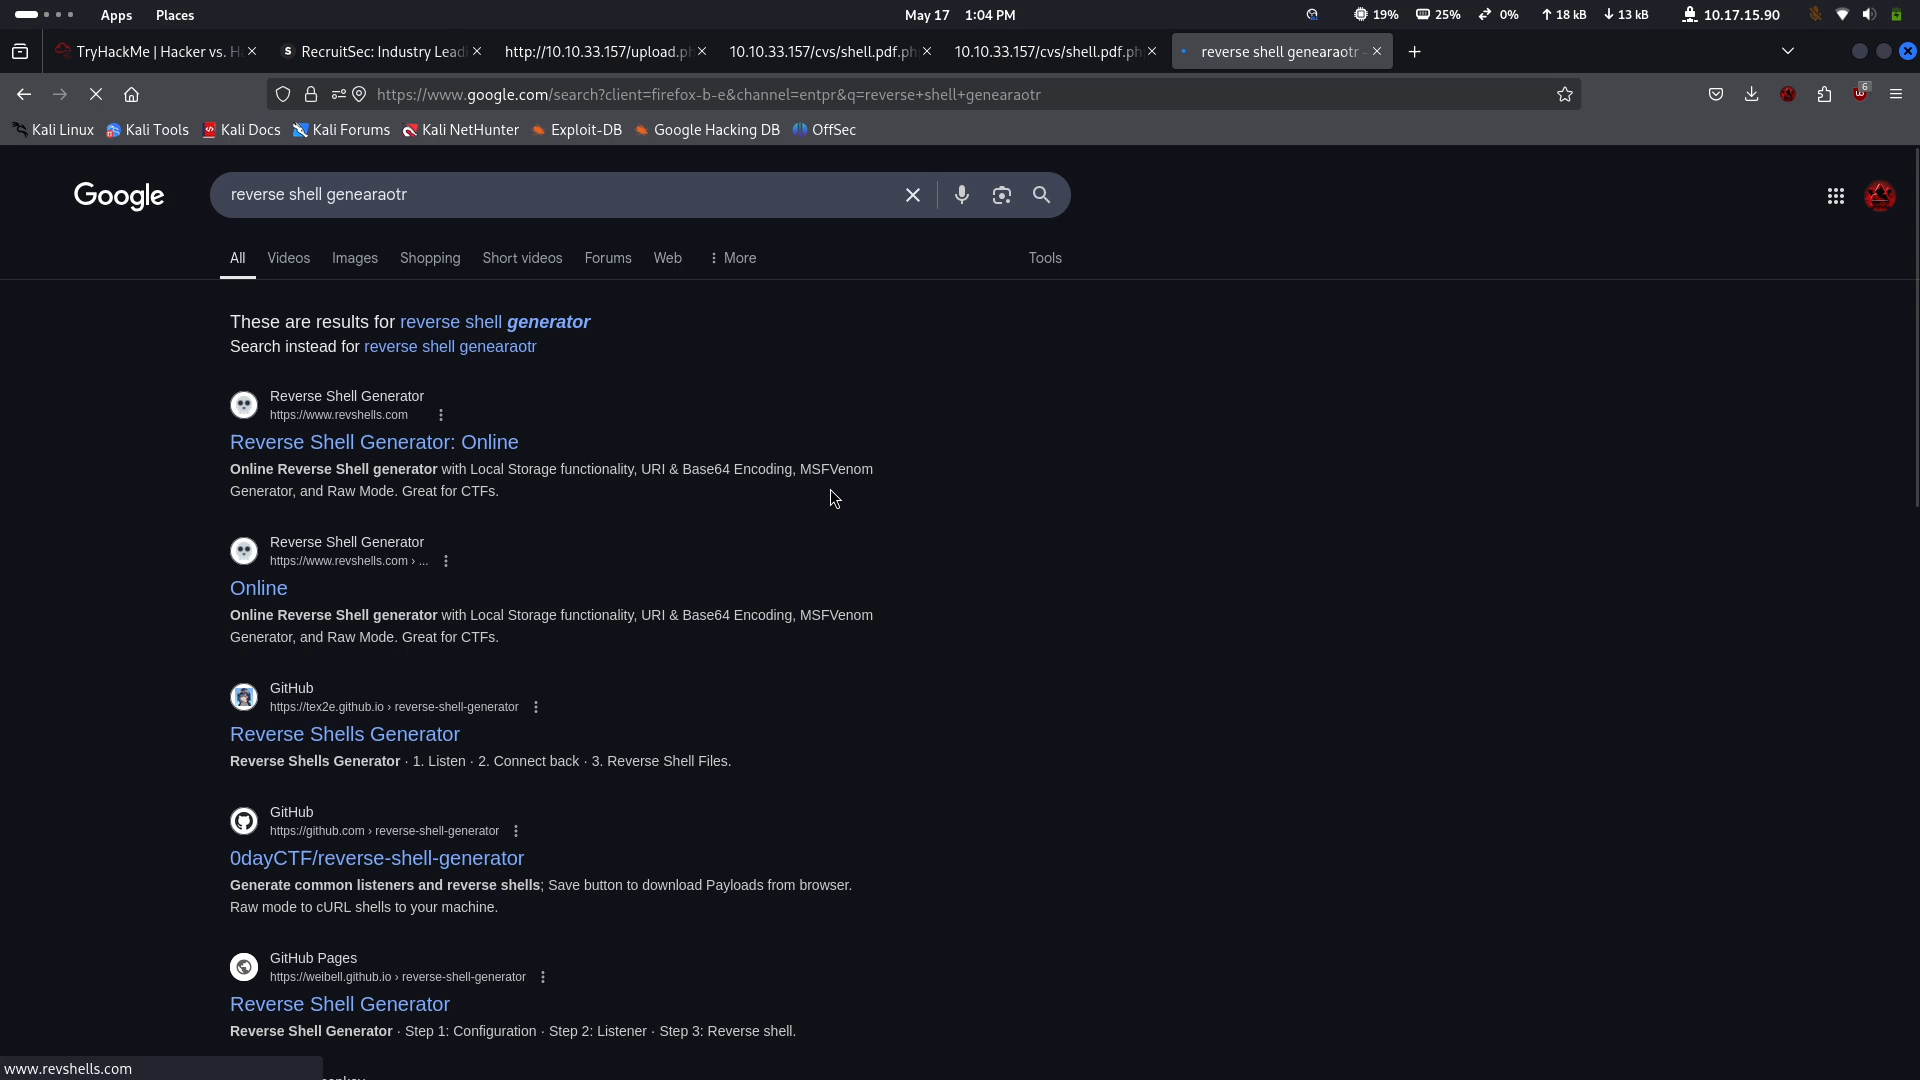 Apps Places May 17 1:04 PM 19% 25% 0% 18 kB 13 kB 10.17.15.90
TryHackMe | Hacker vs. H RecruitSec: Industry Lead http://10.10.33.157/upload.ph 10.10.33.157/cvs/shell.pdf.ph 10.10.33.157/cvs/shell.pdf.ph reverse shell genearaotr -
https://www.google.com/search?client=firefox-b-e&channel=entpr&q=reverse+shell+genearaotr 6
Kali Linux Kali Tools Kali Docs Kali Forums Kali NetHunter Exploit-DB Google Hacking DB OffSec
Google reverse shell genearaotr
All Videos Images Shopping Short videos Forums Web More Tools
These are results for reverse shell generator
Search instead for reverse shell genearaotr
Reverse Shell Generator
https://www.revshells.com
Reverse Shell Generator: Online
Online Reverse Shell generator with Local Storage functionality, URI & Base64 Encoding, MSFVenom
Generator, and Raw Mode. Great for CTFs.
Reverse Shell Generator
https://www.revshells.com › ...
Online
Online Reverse Shell generator with Local Storage functionality, URI & Base64 Encoding, MSFVenom
Generator, and Raw Mode. Great for CTFs.
GitHub
https://tex2e.github.io › reverse-shell-generator
Reverse Shells Generator
Reverse Shells Generator · 1. Listen · 2. Connect back · 3. Reverse Shell Files.
GitHub
https://github.com › reverse-shell-generator
0dayCTF/reverse-shell-generator
Generate common listeners and reverse shells; Save button to download Payloads from browser.
Raw mode to cURL shells to your machine.
GitHub Pages
https://weibell.github.io › reverse-shell-generator
Reverse Shell Generator
Reverse Shell Generator · Step 1: Configuration · Step 2: Listener · Step 3: Reverse shell.
www.revshells.com